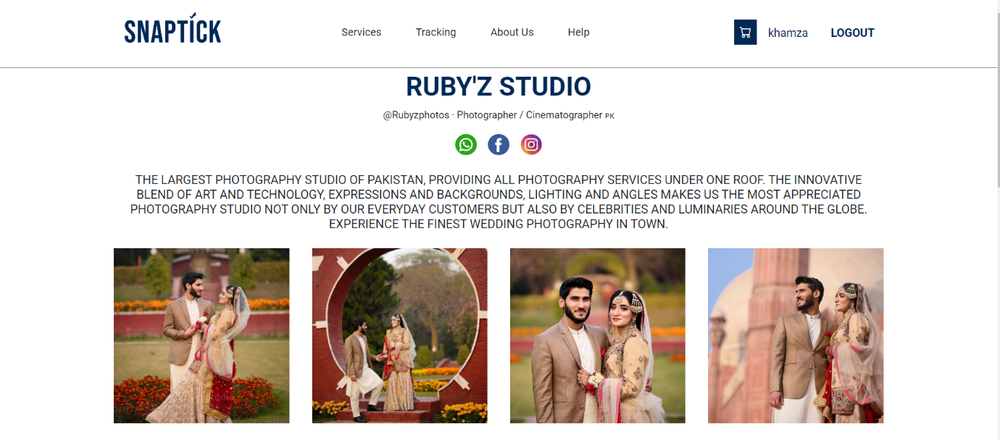 SNAPTICK
Services Tracking About Us Help
khamza LOGOUT
RUBY'Z STUDIO
@Rubyzphotos · Photographer / Cinematographer PK
THE LARGEST PHOTOGRAPHY STUDIO OF PAKISTAN, PROVIDING ALL PHOTOGRAPHY SERVICES UNDER ONE ROOF. THE INNOVATIVE
BLEND OF ART AND TECHNOLOGY, EXPRESSIONS AND BACKGROUNDS, LIGHTING AND ANGLES MAKES US THE MOST APPRECIATED
PHOTOGRAPHY STUDIO NOT ONLY BY OUR EVERYDAY CUSTOMERS BUT ALSO BY CELEBRITIES AND LUMINARIES AROUND THE GLOBE.
EXPERIENCE THE FINEST WEDDING PHOTOGRAPHY IN TOWN.